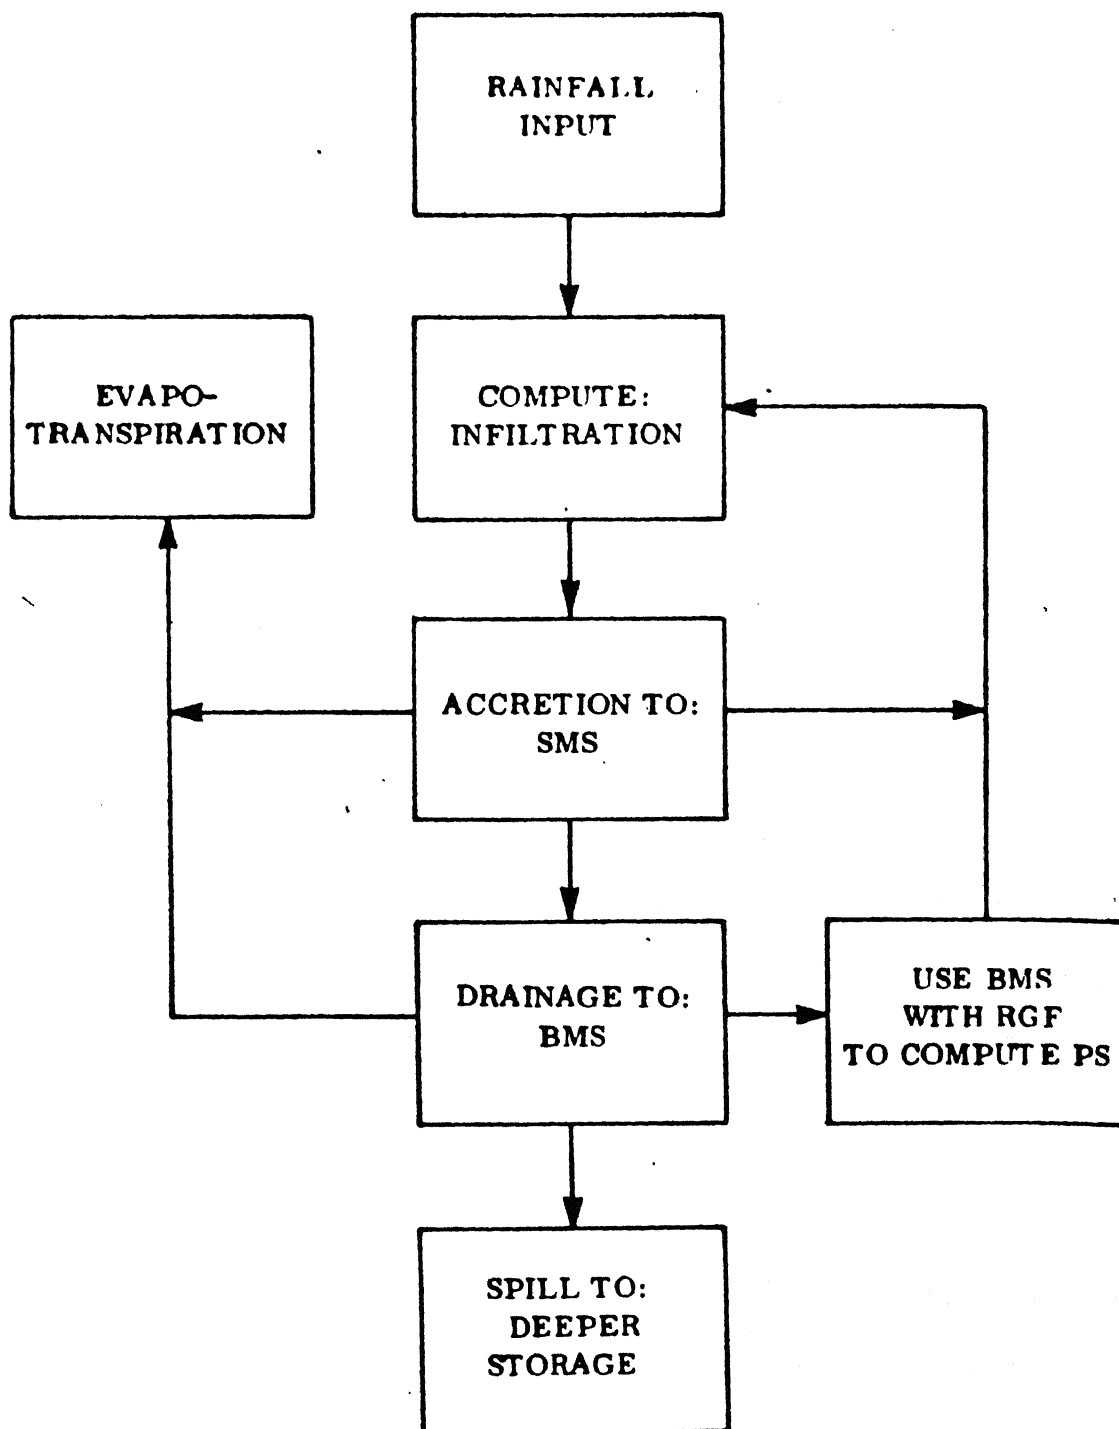 RAINFALL
INPUT
EVAPO-
TRANSPIRATION
COMPUTE:
INFILTRATION
ACCRETION TO:
SMS
DRAINAGE TO:
BMS
USE BMS
WITH RGF
TO COMPUTE PS
SPILL TO:
DEEPER
STORAGE